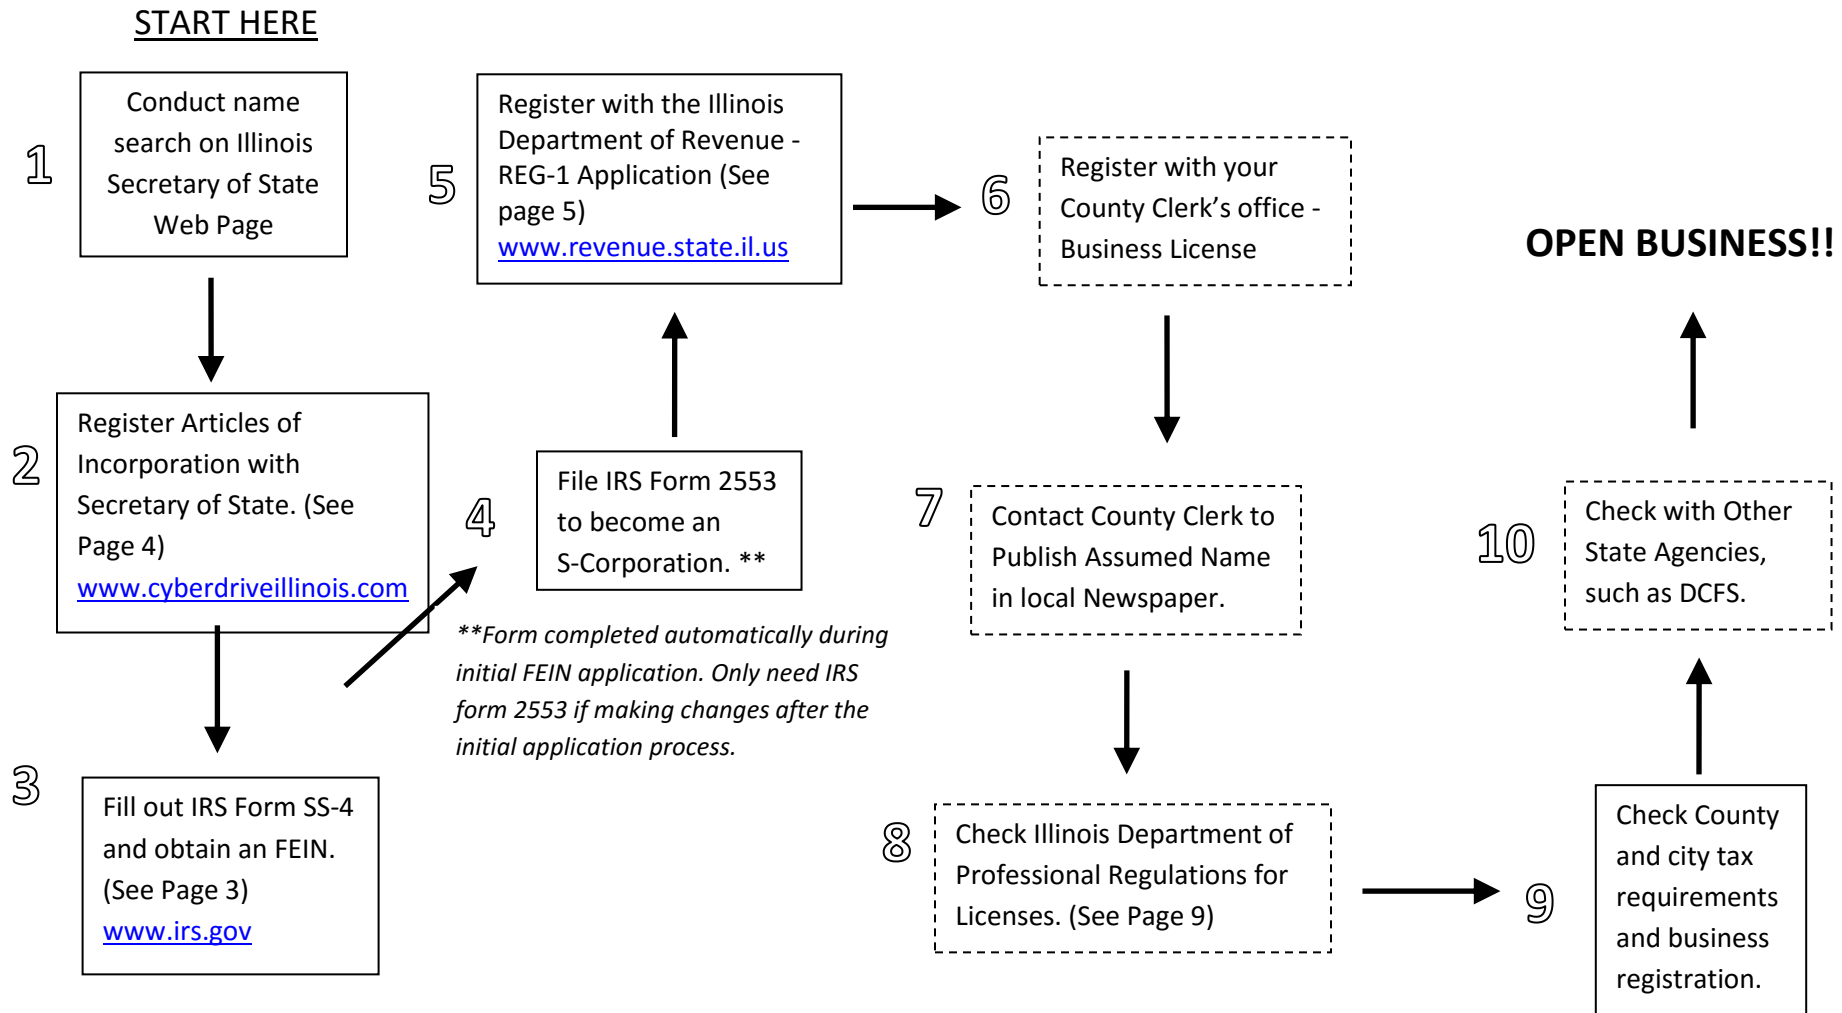 START HERE
1
Conduct name
search on Illinois
Secretary of State
Web Page
2
Register Articles of
Incorporation with
Secretary of State. (See
Page 4)
www.cyberdriveillinois.com
3
Fill out IRS Form SS-4
and obtain an FEIN.
(See Page 3)
www.irs.gov
4
File IRS Form 2553
to become an
S-Corporation. **
**Form completed automatically during
initial FEIN application. Only need IRS
form 2553 if making changes after the
initial application process.
5
Register with the Illinois
Department of Revenue -
REG-1 Application (See
page 5)
www.revenue.state.il.us
6
Register with your
County Clerk’s office -
Business License
7
Contact County Clerk to
Publish Assumed Name
in local Newspaper.
8
Check Illinois Department of
Professional Regulations for
Licenses. (See Page 9)
9
Check County
and city tax
requirements
and business
registration.
10
Check with Other
State Agencies,
such as DCFS.
OPEN BUSINESS!!